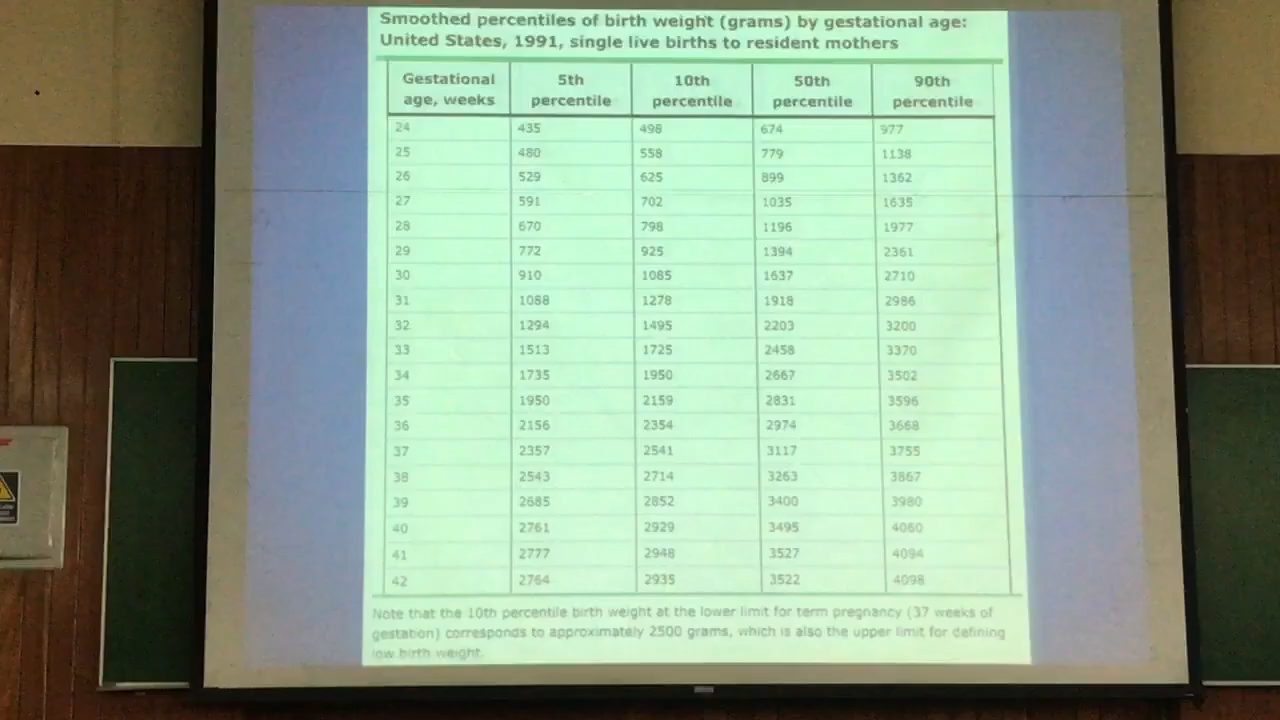 Smoothed percentiles of birth weight (grams) by gestational age:
United States, 1991, single live births to resident mothers
Gestational age, weeks 5th percentile 10th percentile 50th percentile 90th percentile
24 435 498 674 977
25 480 558 779 1138
26 529 625 899 1362
27 591 702 1035 1635
28 670 798 1196 1977
29 772 925 1394 2361
30 910 1085 1637 2710
31 1088 1278 1918 2986
32 1294 1495 2203 3200
33 1513 1725 2458 3370
34 1735 1950 2667 3502
35 1950 2159 2831 3596
36 2156 2354 2974 3668
37 2357 2541 3117 3755
38 2543 2714 3263 3867
39 2685 2852 3400 3980
40 2761 2929 3495 4060
41 2777 2948 3527 4094
42 2764 2935 3522 4098
Note that the 10th percentile birth weight at the lower limit for term pregnancy (37 weeks of
gestation) corresponds to approximately 2500 grams, which is also the upper limit for defining
low birth weight.